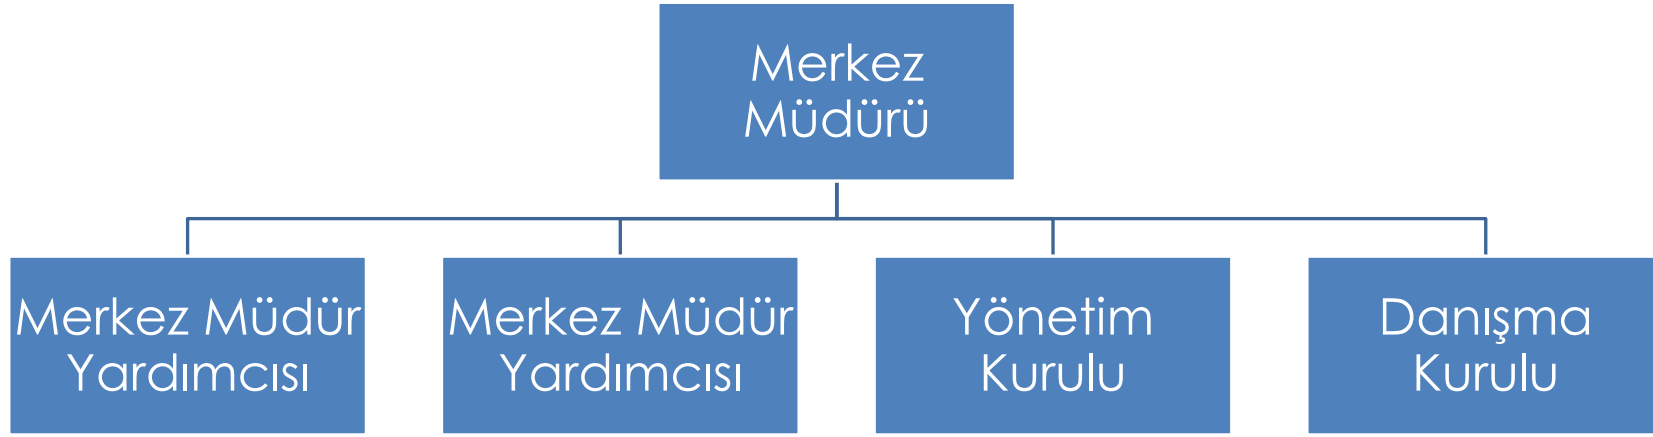 Merkez
Müdürü
Merkez Müdür
Yardımcısı
Merkez Müdür
Yardımcısı
Yönetim
Kurulu
Danışma
Kurulu